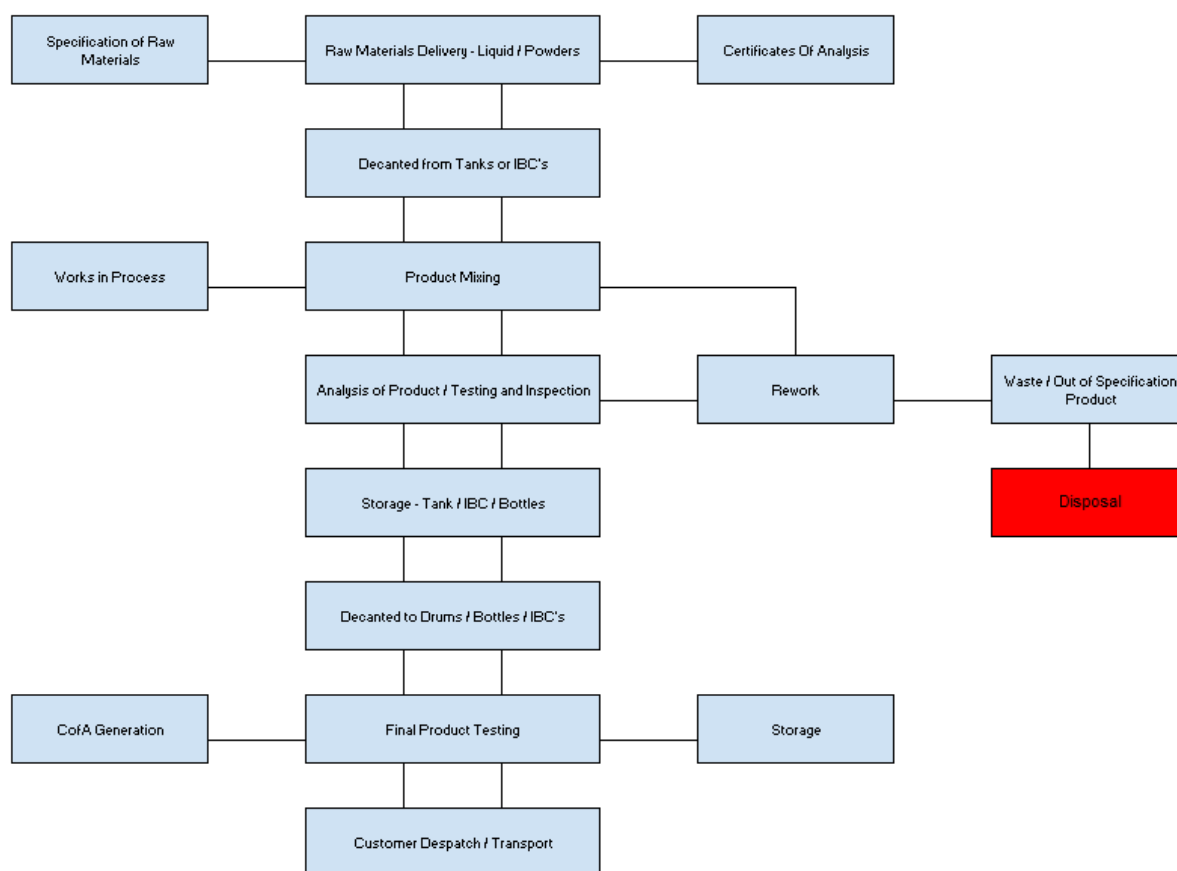 Specification of Raw
Materials
Raw Materials Delivery - Liquid / Powders
Certificates Of Analysis
Decanted from Tanks or IBC's
Works in Process
Product Mixing
Analysis of Product / Testing and Inspection
Rework
Waste / Out of Specification
Product
Storage - Tank / IBC / Bottles
Disposal
Decanted to Drums / Bottles / IBC's
CofA Generation
Final Product Testing
Storage
Customer Despatch / Transport